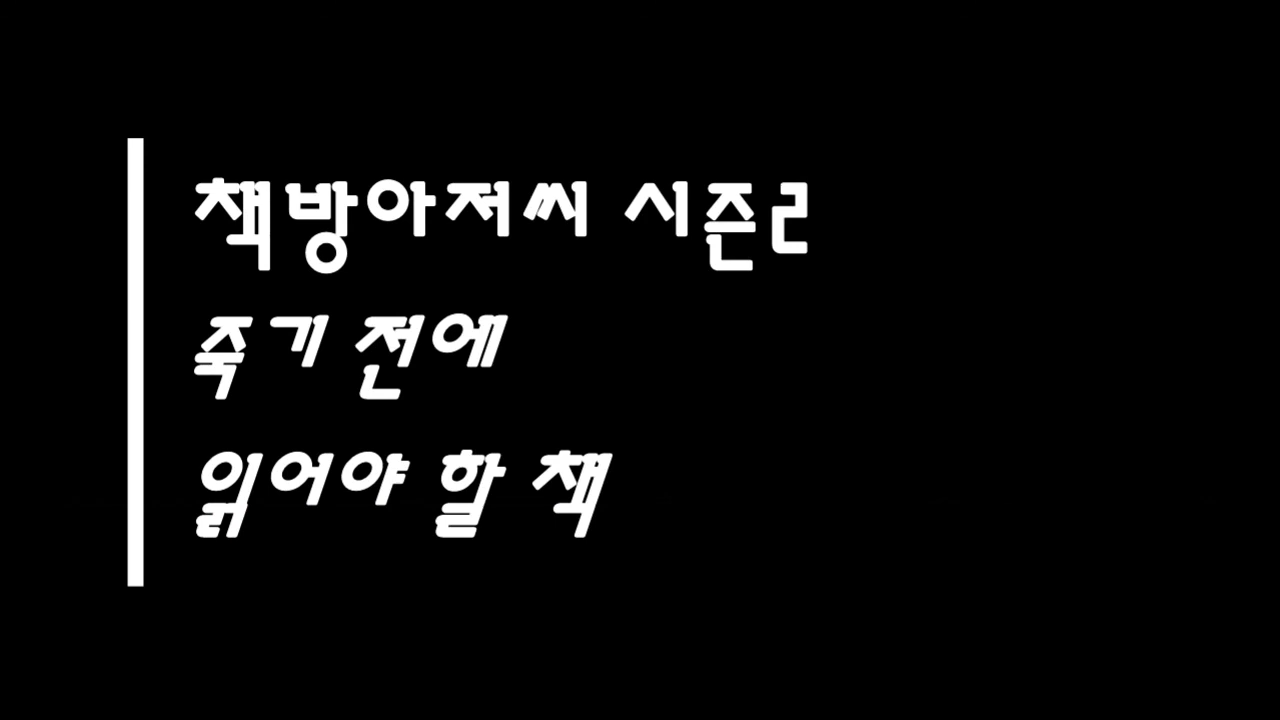 책방아저씨 시즌2
죽기 전에
읽어야 할 책